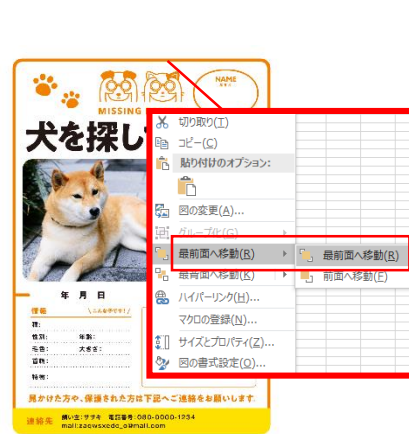 NAME
MISSING
犬を探し
年 月 日
情報
種:
性別: 年齢:
毛色: 大きさ:
首輪:
特徴:
見かけた方や、保護された方は下記へご連絡をお願いします。
連絡先 飼い主:ササキ 電話番号:080-0000-1234
切り取り(T)
コピー(C)
貼り付けのオプション:
図の変更(A)...
グループ化(G)
最前面へ移動(R)
最背面へ移動(K)
ハイパーリンク(H)...
マクロの登録(N)...
サイズとプロパティ(Z)...
図の書式設定(O)...
最前面へ移動(R)
前面へ移動(F)